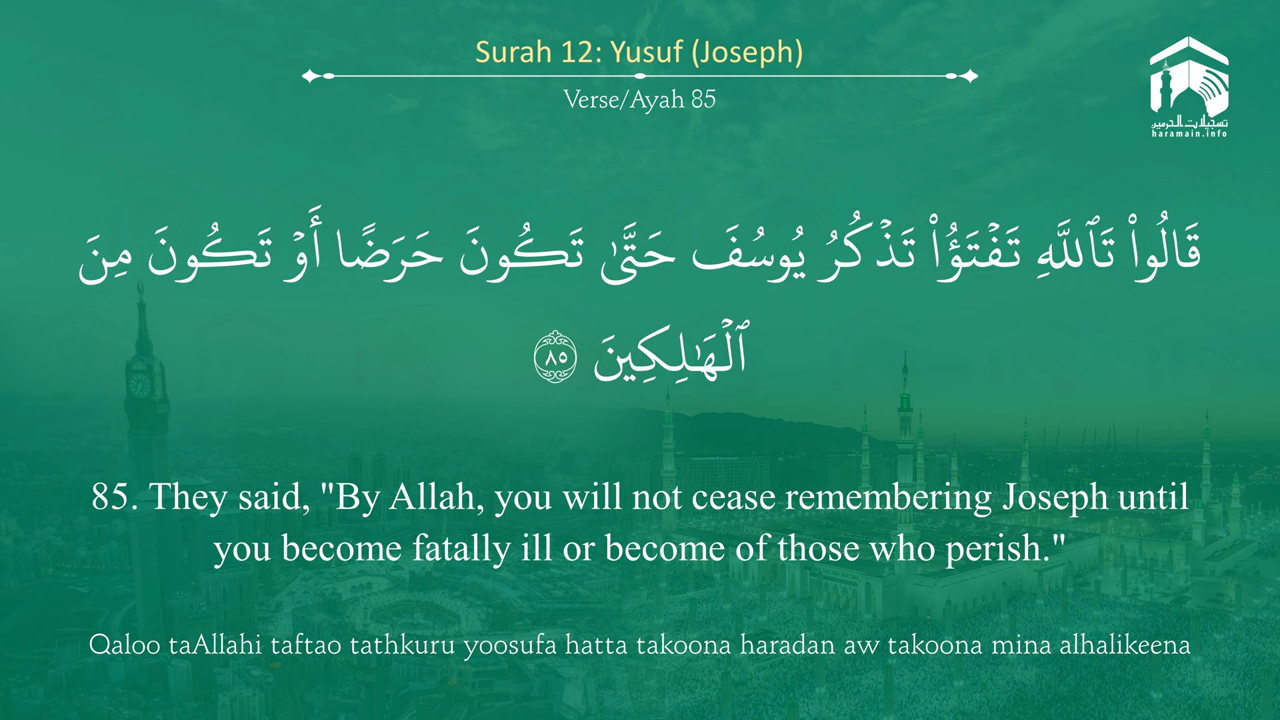 Surah 12: Yusuf (Joseph)
Verse/Ayah 85
تسجيلات الحرمين
haramain.info
قَالُوا۟ تَٱللَّهِ تَفْتَؤُا۟ تَذْكُرُ يُوسُفَ حَتَّىٰ تَكُونَ حَرَضًا أَوْ تَكُونَ مِنَ
ٱلْهَـٰلِكِينَ ٨٥
85. They said, "By Allah, you will not cease remembering Joseph until
you become fatally ill or become of those who perish."
Qaloo taAllahi taftao tathkuru yoosufa hatta takoona haradan aw takoona mina alhalikeena